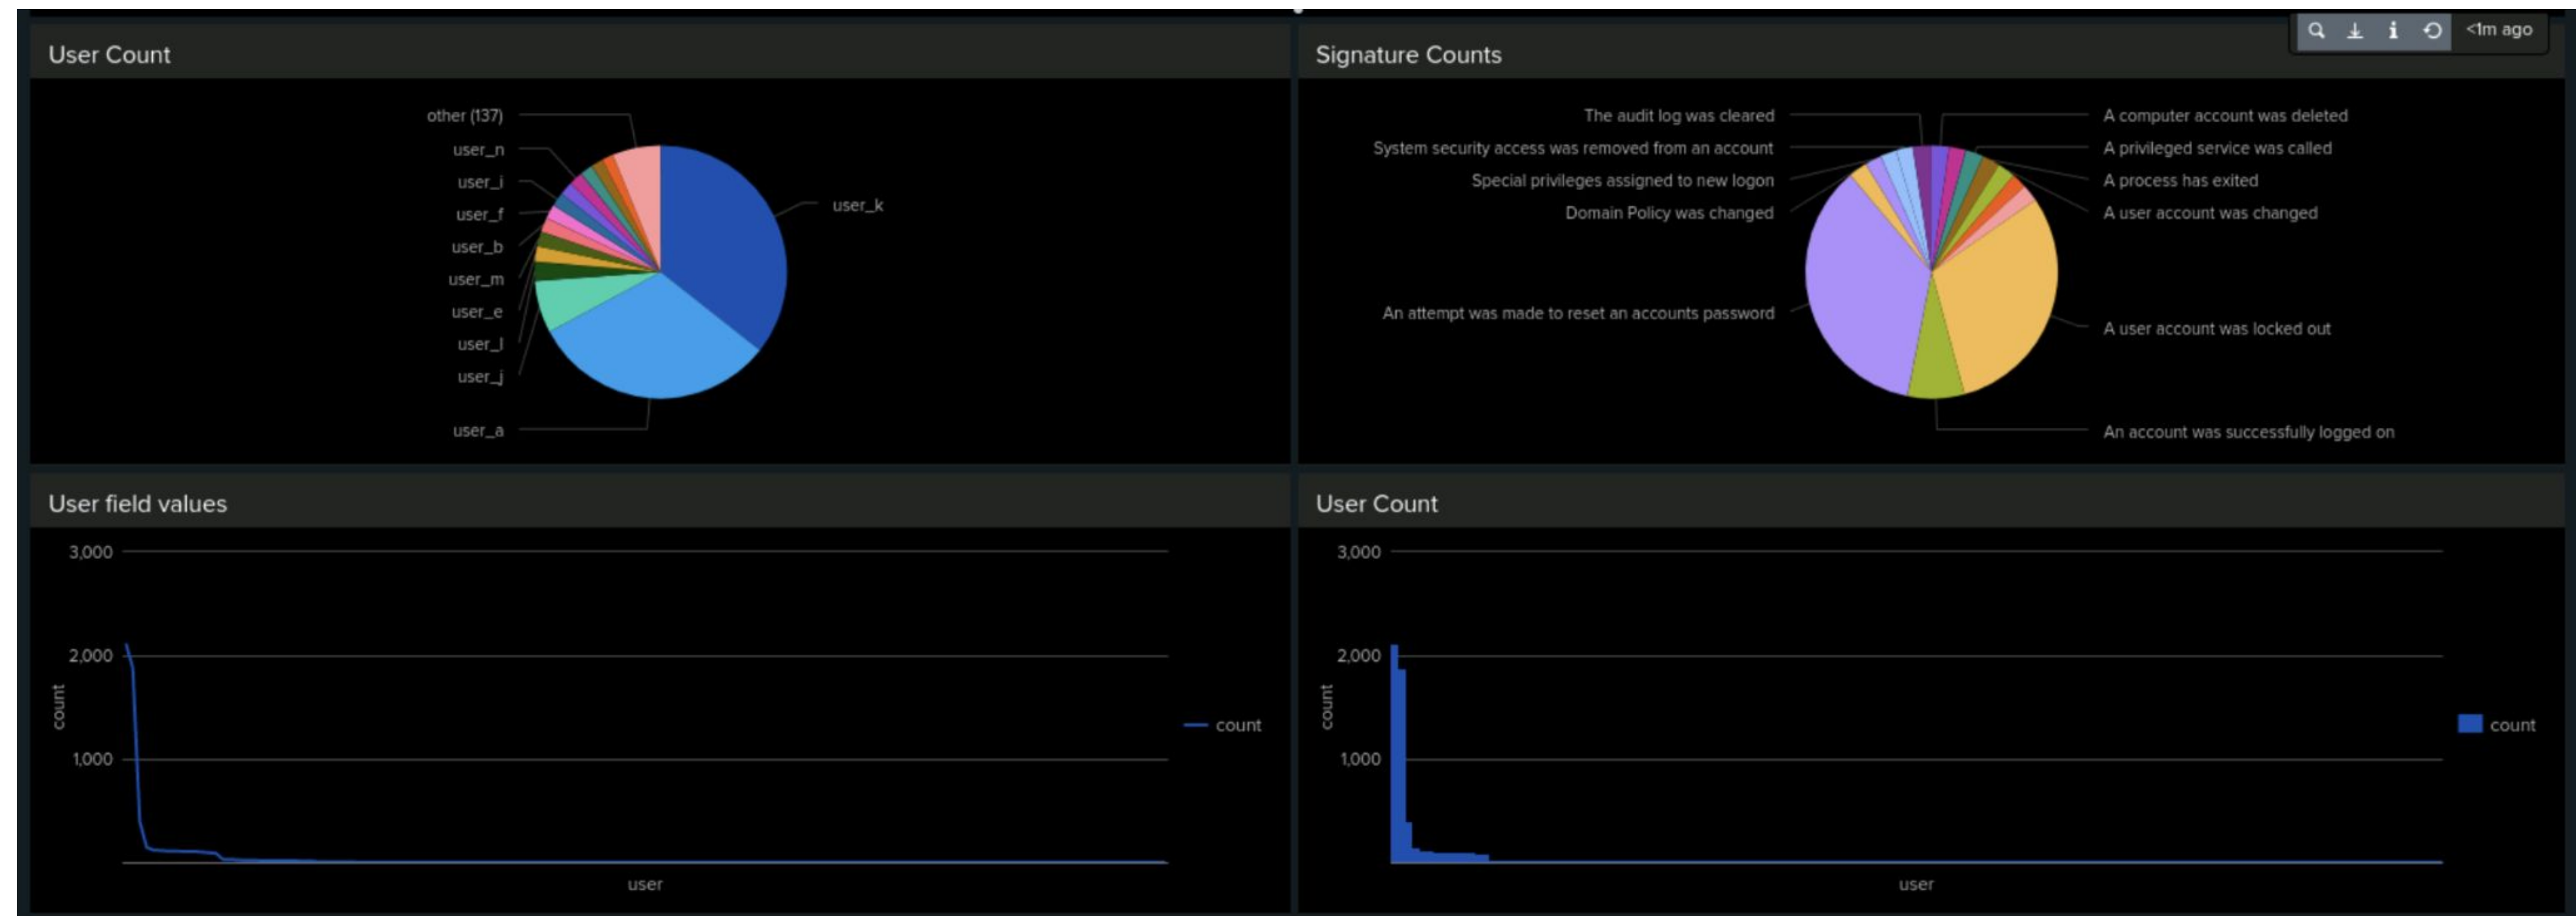 <1m ago
User Count
other (137)
user_n
user_i
user_f
user_b
user_m
user_e
user_l
user_j
user_a
user_k
Signature Counts
The audit log was cleared
System security access was removed from an account
Special privileges assigned to new logon
Domain Policy was changed
An attempt was made to reset an accounts password
A computer account was deleted
A privileged service was called
A process has exited
A user account was changed
A user account was locked out
An account was successfully logged on
User field values
3,000
2,000
1,000
count
user
count
User Count
3,000
2,000
1,000
count
user
count